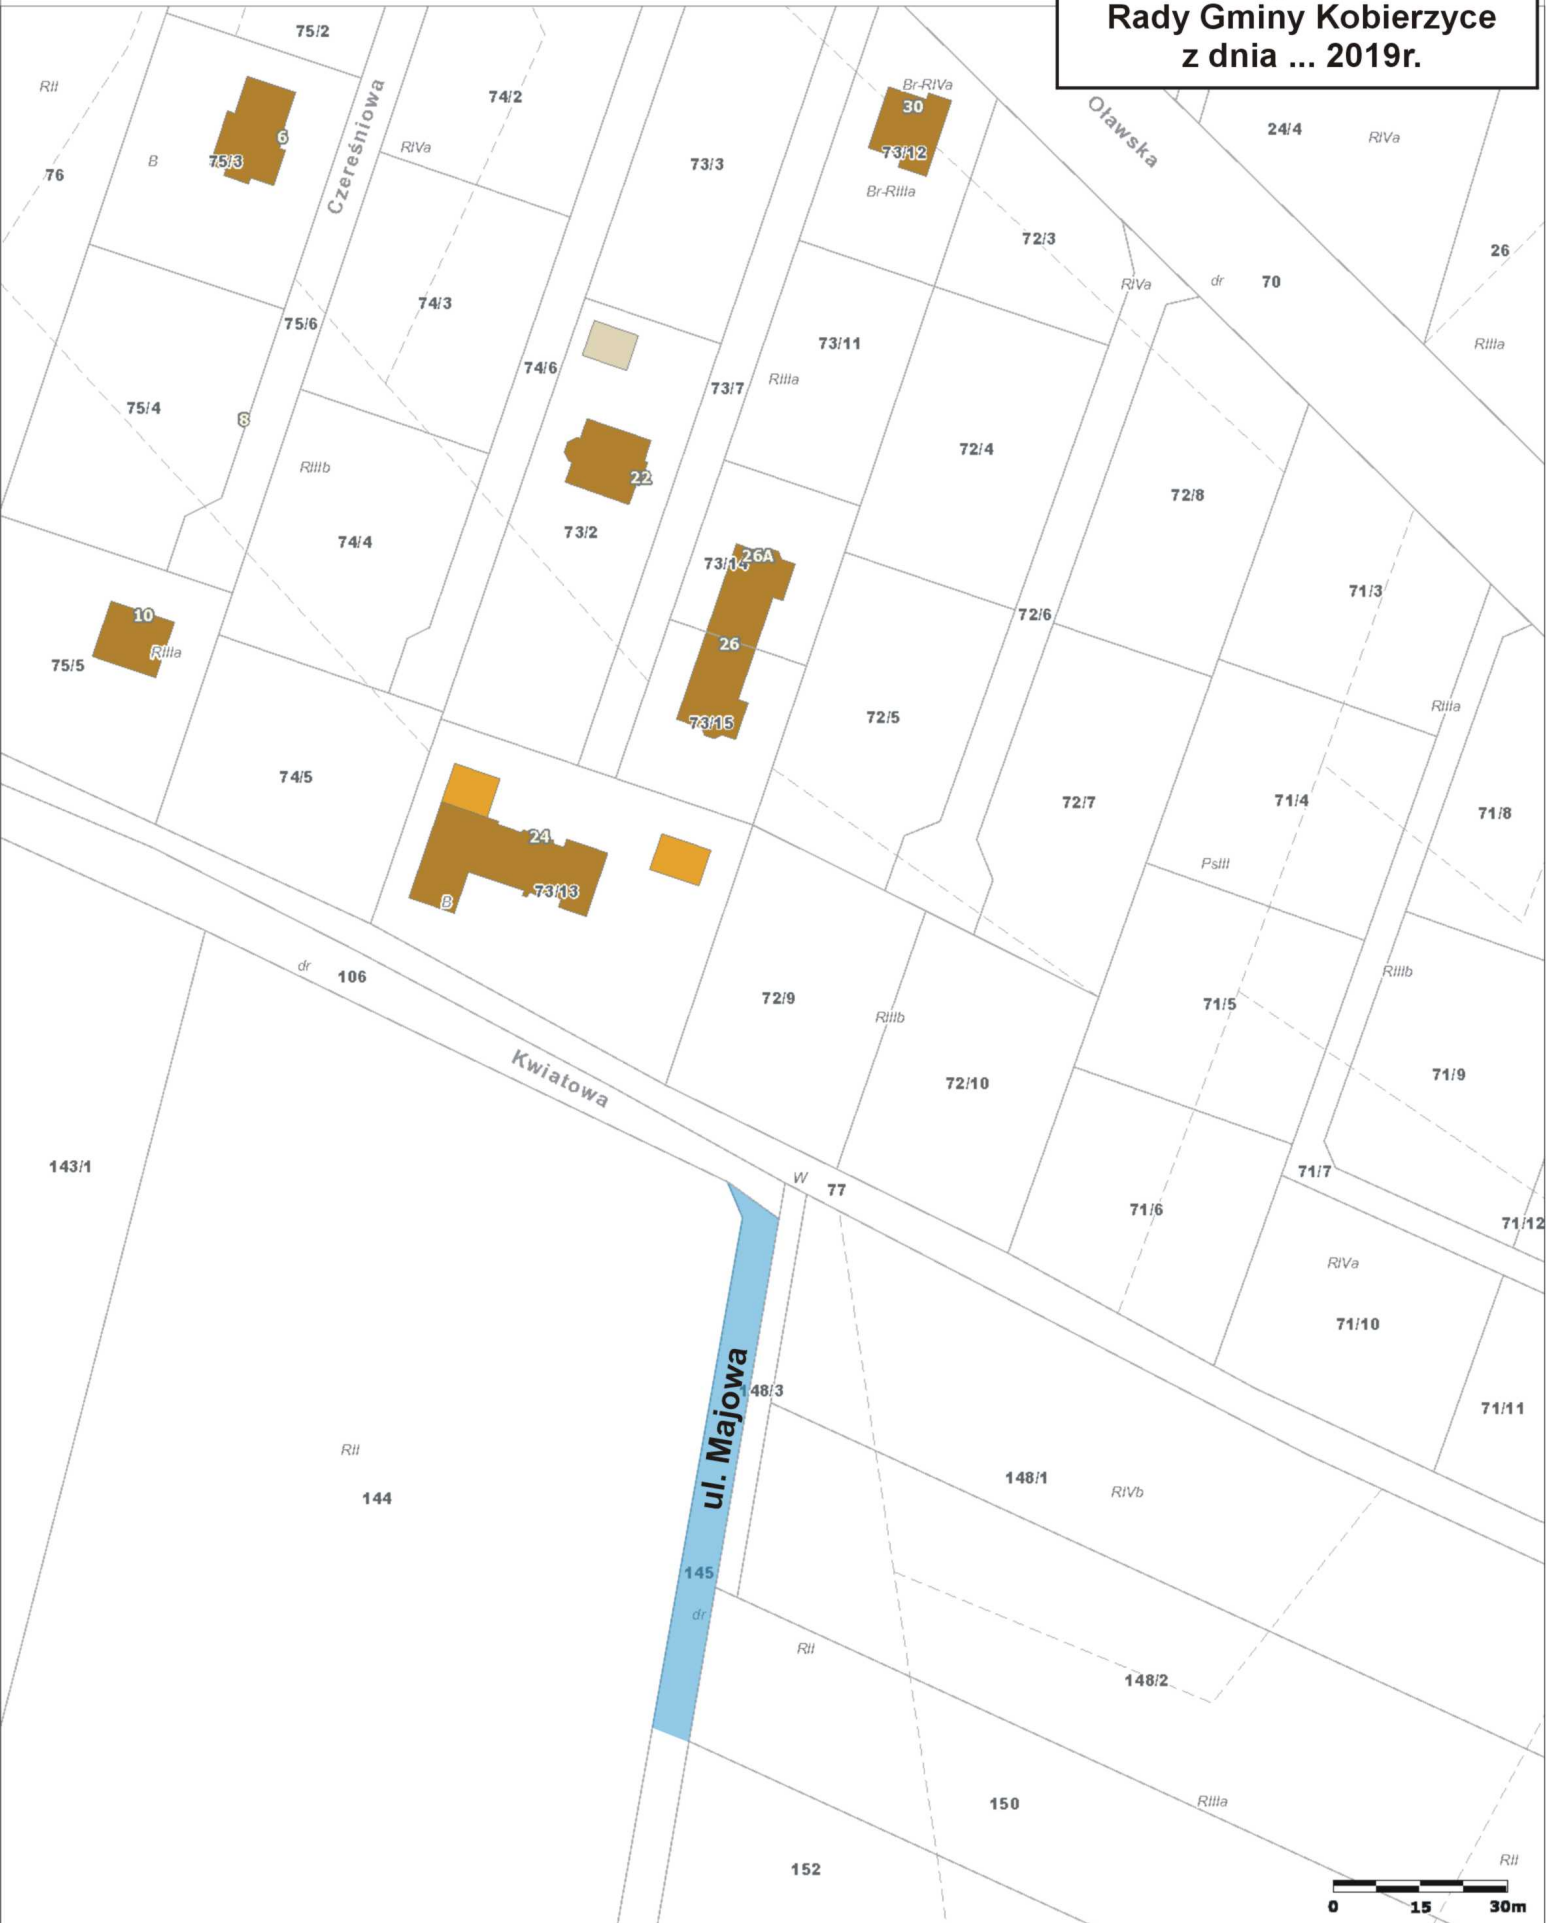 Rady Gminy Kobierzyce
z dnia ... 2019r.
75/2
RII
74/2
Br-RIVa
30
Oławska
24/4
RIVa
6
75/3
B
76
Czereśniowa
RIVa
73/3
73/12
Br-RIIIa
72/3
26
RIVa
dr
70
74/3
75/6
73/11
RIIIa
74/6
73/7
RIIIa
75/4
8
72/4
RIIIb
22
72/8
73/2
74/4
73/14
26A
71/3
10
72/6
26
RIIIa
75/5
RIIIa
72/5
73/15
74/5
72/7
71/4
71/8
24
PsIII
73/13
B
dr
106
RIIIb
72/9
71/5
RIIIb
Kwiatowa
71/9
72/10
143/1
W
77
71/7
71/6
71/12
RIVa
71/10
ul. Majowa
148/3
71/11
RII
144
148/1
RIVb
145
dr
RII
148/2
150
RIIIa
152
RII
0 15 30m